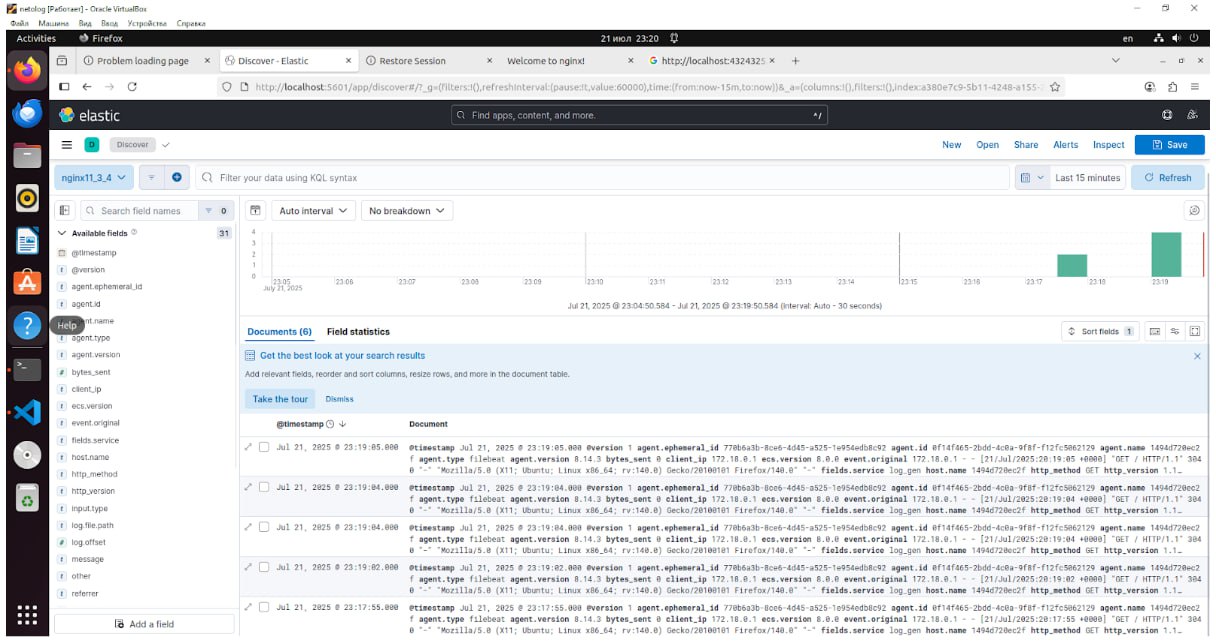 netolog [Работает] - Oracle VirtualBox
Файл Машина Вид Ввод Устройства Справка
Activities Firefox 21 июл 23:20 en
Problem loading page Discover - Elastic Restore Session Welcome to nginx! http://localhost:4324325
http://localhost:5601/app/discover#/?_g=(filters:!(),refreshInterval:(pause:!t,value:60000),time:(from:now-15m,to:now))&_a=(columns:!(),filters:!(),index:a380e7c9-5b11-4248-a155-
elastic Find apps, content, and more. ^/
D Discover New Open Share Alerts Inspect Save
nginx11_3_4 Filter your data using KQL syntax Last 15 minutes Refresh
Search field names 0 Auto interval No breakdown
Available fields 31
@timestamp
@version
agent.ephemeral_id
agent.id
agent.name
agent.type
agent.version
bytes_sent
client_ip
ecs.version
event.original
fields.service
host.name
http_method
http_version
input.type
log.file.path
log.offset
message
other
referrer
Add a field
Help
4
3
2
1
0
23:05 23:06 23:07 23:08 23:09 23:10 23:11 23:12 23:13 23:14 23:15 23:16 23:17 23:18 23:19
July 21, 2025
Jul 21, 2025 @ 23:04:50.584 - Jul 21, 2025 @ 23:19:50.584 (interval: Auto - 30 seconds)
Documents (6) Field statistics Sort fields 1
Get the best look at your search results
Add relevant fields, reorder and sort columns, resize rows, and more in the document table.
Take the tour Dismiss
@timestamp Document
Jul 21, 2025 @ 23:19:05.000 @timestamp Jul 21, 2025 @ 23:19:05.000 @version 1 agent.ephemeral_id 770b6a3b-8ce6-4d45-a525-1e954edb8c92 agent.id 0f14f465-2bdd-4c0a-9f8f-f12fc5062129 agent.name 1494d720ec2
f agent.type filebeat agent.version 8.14.3 bytes_sent 0 client_ip 172.18.0.1 ecs.version 8.0.0 event.original 172.18.0.1 - - [21/Jul/2025:20:19:05 +0000] "GET / HTTP/1.1" 304
0 "-" "Mozilla/5.0 (X11; Ubuntu; Linux x86_64; rv:140.0) Gecko/20100101 Firefox/140.0" "-" fields.service log_gen host.name 1494d720ec2f http_method GET http_version 1.1…
Jul 21, 2025 @ 23:19:04.000 @timestamp Jul 21, 2025 @ 23:19:04.000 @version 1 agent.ephemeral_id 770b6a3b-8ce6-4d45-a525-1e954edb8c92 agent.id 0f14f465-2bdd-4c0a-9f8f-f12fc5062129 agent.name 1494d720ec2
f agent.type filebeat agent.version 8.14.3 bytes_sent 0 client_ip 172.18.0.1 ecs.version 8.0.0 event.original 172.18.0.1 - - [21/Jul/2025:20:19:04 +0000] "GET / HTTP/1.1" 304
0 "-" "Mozilla/5.0 (X11; Ubuntu; Linux x86_64; rv:140.0) Gecko/20100101 Firefox/140.0" "-" fields.service log_gen host.name 1494d720ec2f http_method GET http_version 1.1…
Jul 21, 2025 @ 23:19:04.000 @timestamp Jul 21, 2025 @ 23:19:04.000 @version 1 agent.ephemeral_id 770b6a3b-8ce6-4d45-a525-1e954edb8c92 agent.id 0f14f465-2bdd-4c0a-9f8f-f12fc5062129 agent.name 1494d720ec2
f agent.type filebeat agent.version 8.14.3 bytes_sent 0 client_ip 172.18.0.1 ecs.version 8.0.0 event.original 172.18.0.1 - - [21/Jul/2025:20:19:04 +0000] "GET / HTTP/1.1" 304
0 "-" "Mozilla/5.0 (X11; Ubuntu; Linux x86_64; rv:140.0) Gecko/20100101 Firefox/140.0" "-" fields.service log_gen host.name 1494d720ec2f http_method GET http_version 1.1…
Jul 21, 2025 @ 23:19:02.000 @timestamp Jul 21, 2025 @ 23:19:02.000 @version 1 agent.ephemeral_id 770b6a3b-8ce6-4d45-a525-1e954edb8c92 agent.id 0f14f465-2bdd-4c0a-9f8f-f12fc5062129 agent.name 1494d720ec2
f agent.type filebeat agent.version 8.14.3 bytes_sent 0 client_ip 172.18.0.1 ecs.version 8.0.0 event.original 172.18.0.1 - - [21/Jul/2025:20:19:02 +0000] "GET / HTTP/1.1" 304
0 "-" "Mozilla/5.0 (X11; Ubuntu; Linux x86_64; rv:140.0) Gecko/20100101 Firefox/140.0" "-" fields.service log_gen host.name 1494d720ec2f http_method GET http_version 1.1…
Jul 21, 2025 @ 23:17:55.000 @timestamp Jul 21, 2025 @ 23:17:55.000 @version 1 agent.ephemeral_id 770b6a3b-8ce6-4d45-a525-1e954edb8c92 agent.id 0f14f465-2bdd-4c0a-9f8f-f12fc5062129 agent.name 1494d720ec2
f agent.type filebeat agent.version 8.14.3 bytes_sent 0 client_ip 172.18.0.1 ecs.version 8.0.0 event.original 172.18.0.1 - - [21/Jul/2025:20:17:55 +0000] "GET / HTTP/1.1" 304
0 "-" "Mozilla/5.0 (X11; Ubuntu; Linux x86_64; rv:140.0) Gecko/20100101 Firefox/140.0" "-" fields.service log_gen host.name 1494d720ec2f http_method GET http_version 1.1…